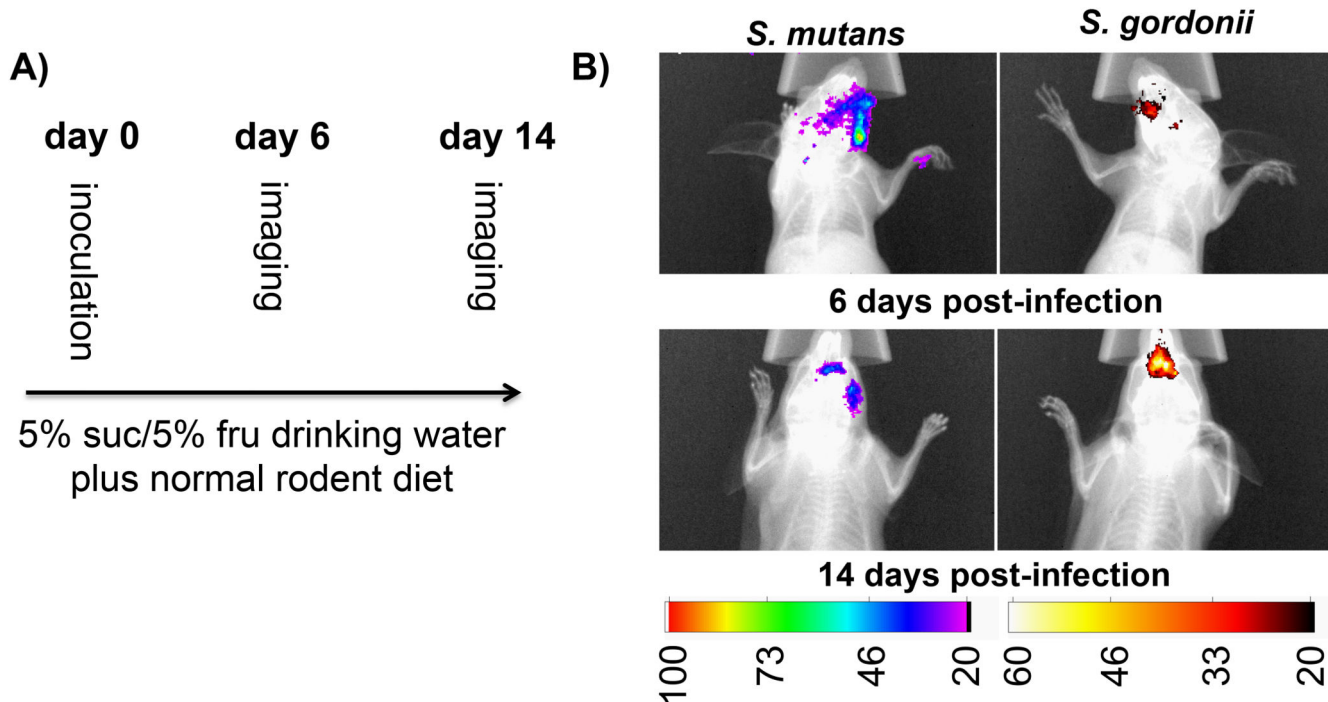 A)
day 0 day 6 day 14
inoculation imaging imaging
5% suc/5% fru drinking water
plus normal rodent diet
B)
S. mutans S. gordonii
6 days post-infection
14 days post-infection
100 73 46 20 60 46 33 20